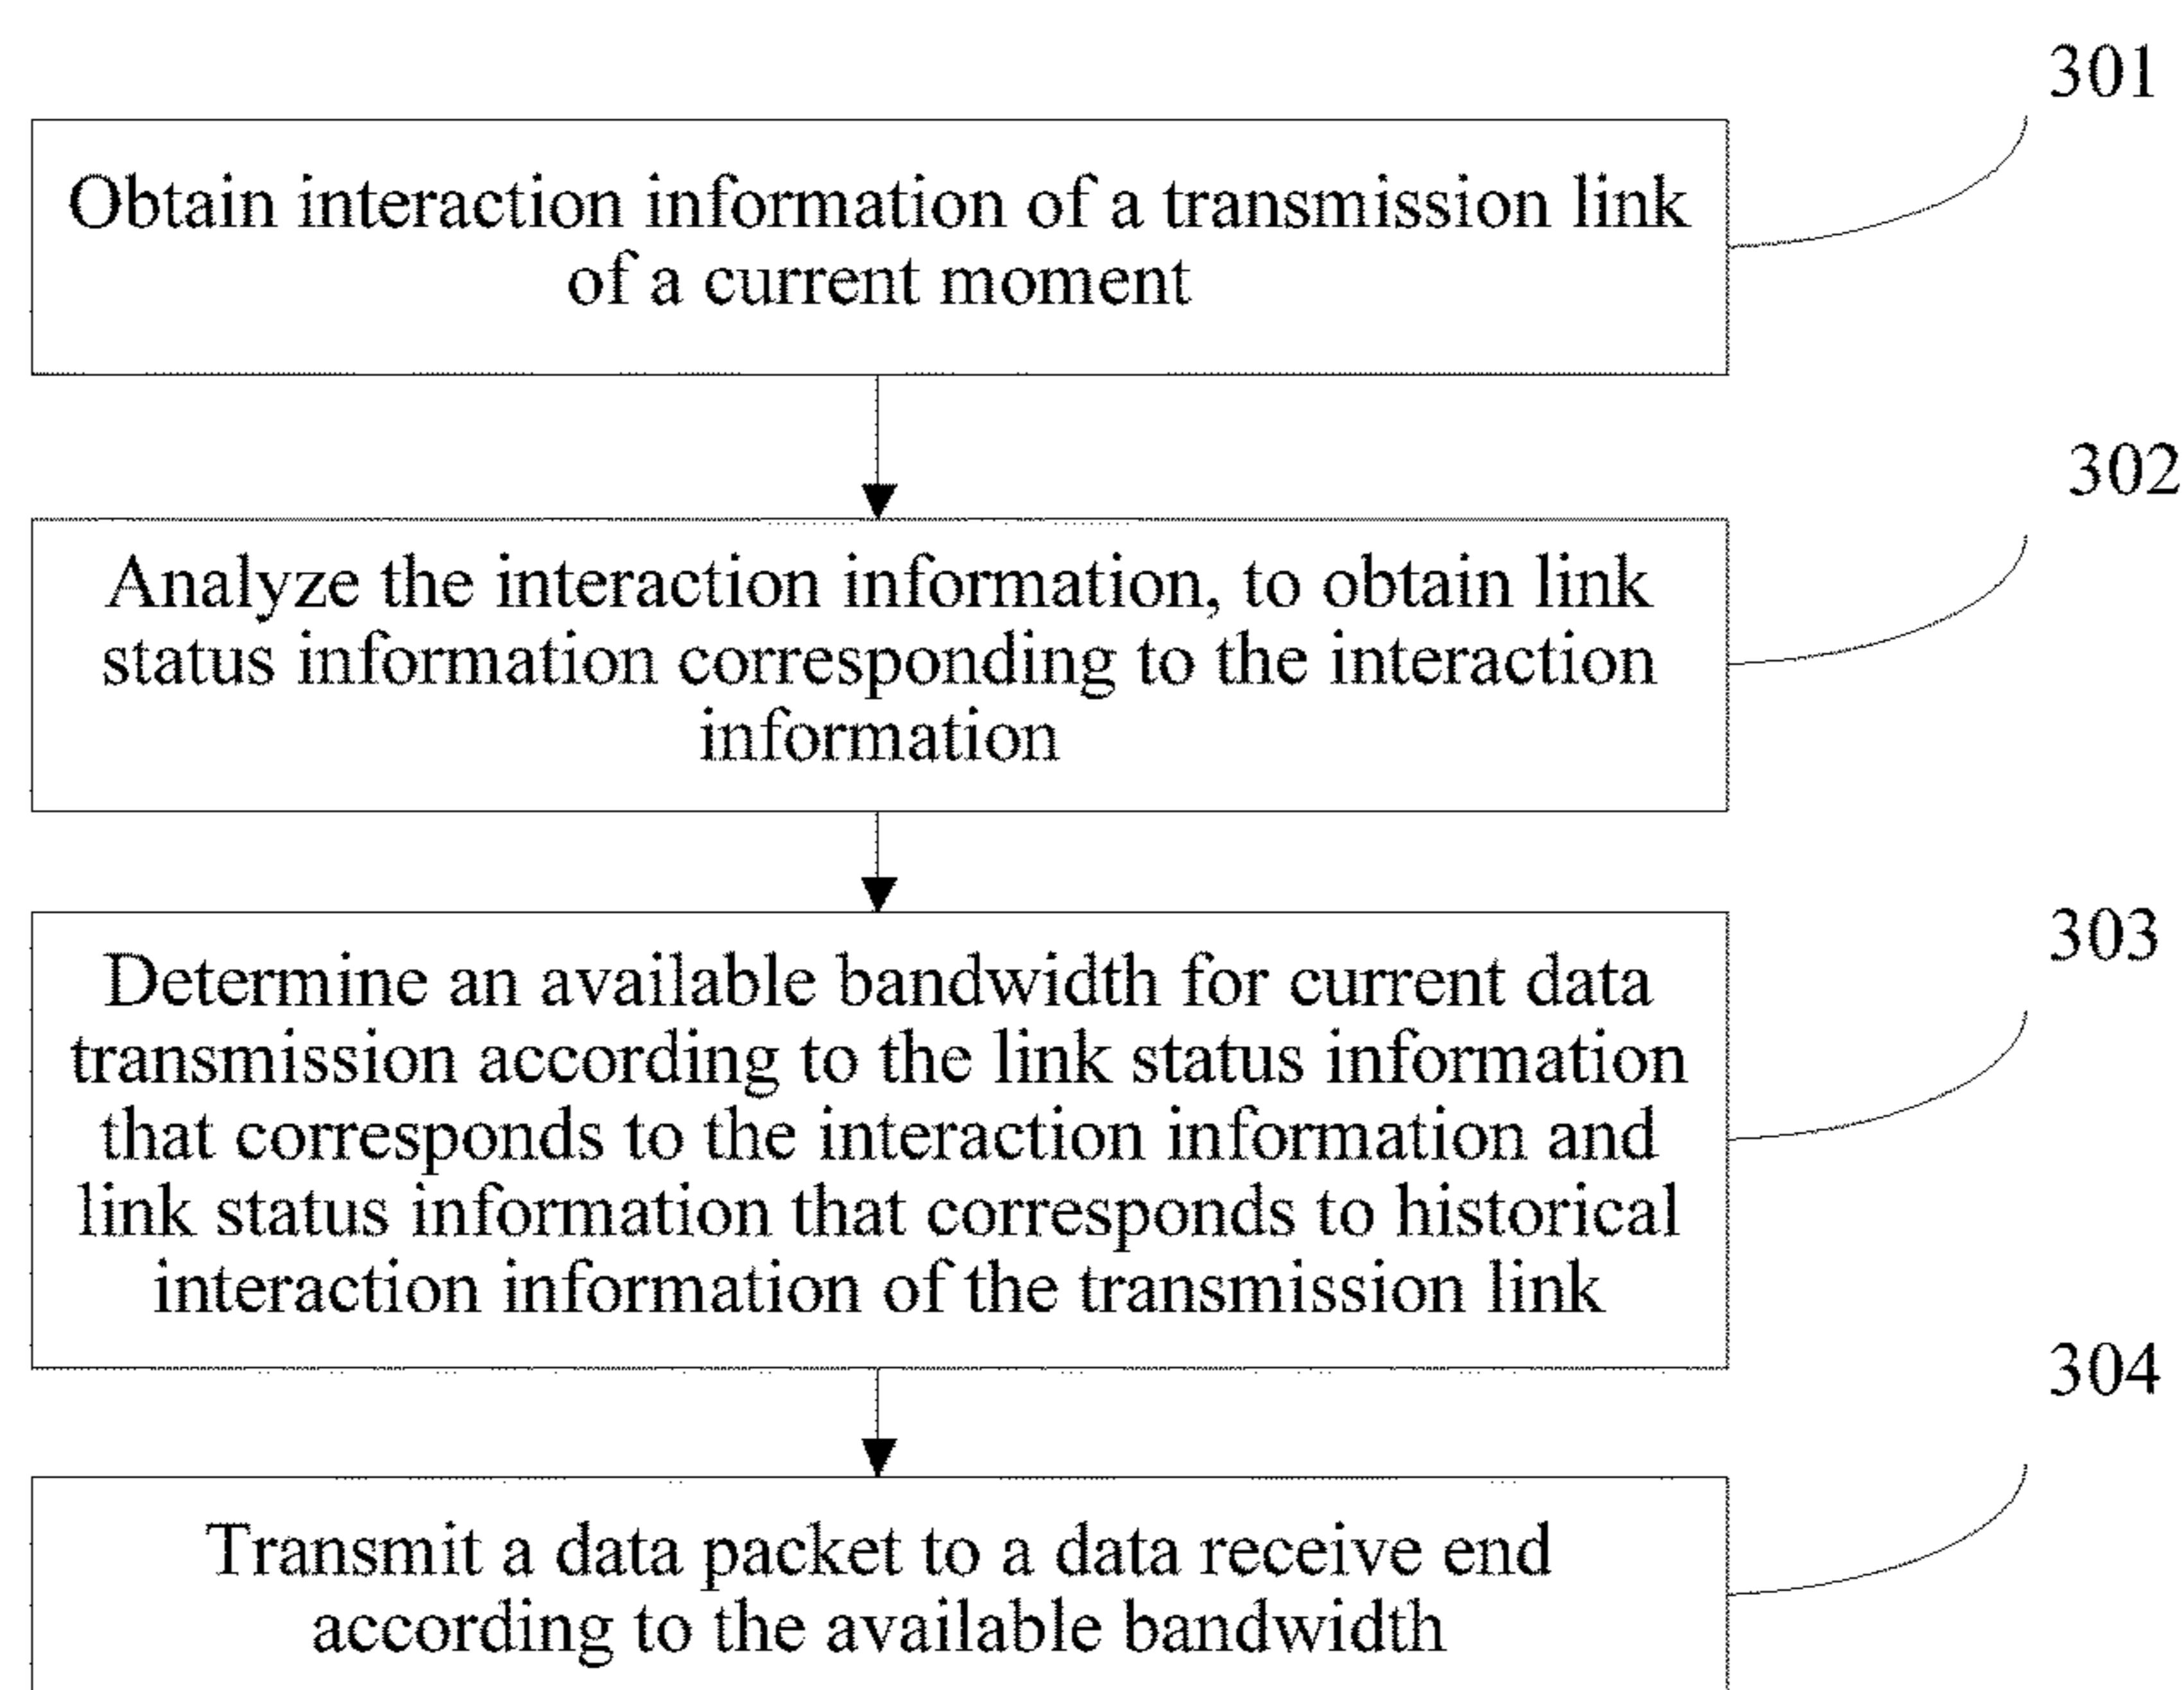 301
Obtain interaction information of a transmission link
of a current moment
302
Analyze the interaction information, to obtain link
status information corresponding to the interaction
information
303
Determine an available bandwidth for current data
transmission according to the link status information
that corresponds to the interaction information and
link status information that corresponds to historical
interaction information of the transmission link
304
Transmit a data packet to a data receive end
according to the available bandwidth